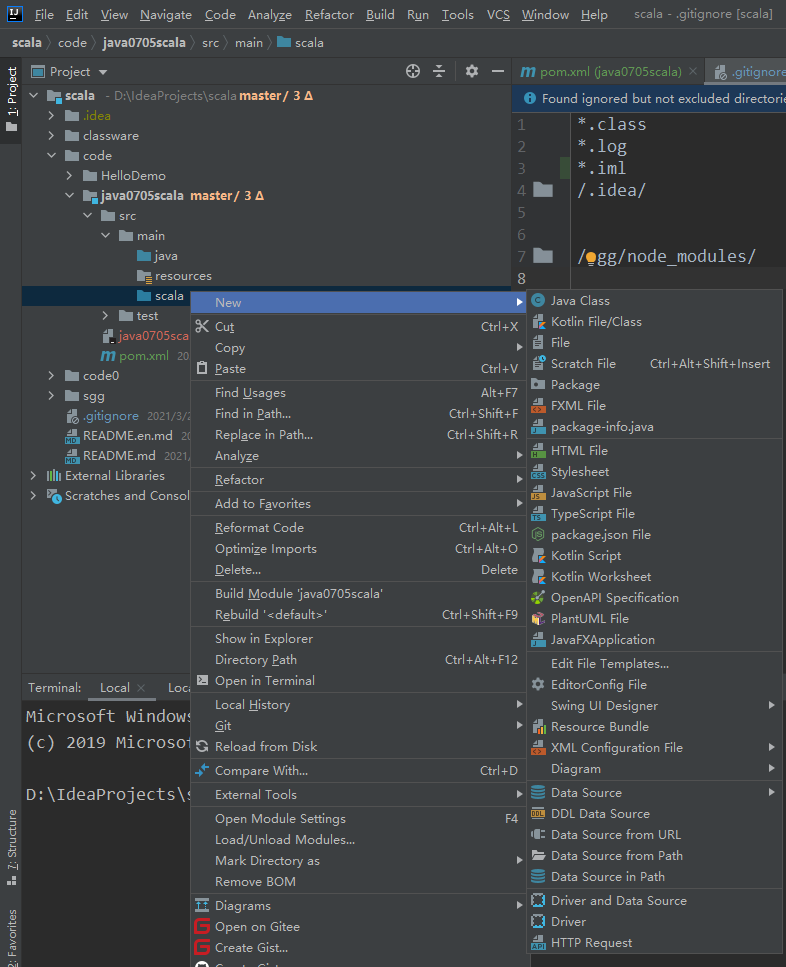 File Edit View Navigate Code Analyze Refactor Build Run Tools VCS Window Help scala - .gitignore [scala]
scala code java0705scala src main scala
1: Project
Project
pom.xml (java0705scala)
.gitignore
scala - D:\IdeaProjects\scala master / 3 Δ
.idea
classware
code
HelloDemo
java0705scala master / 3 Δ
src
main
java
resources
scala
test
java0705sca
pom.xml 20
code0
sgg
.gitignore 2021/3/2
README.en.md
README.md 2021/
External Libraries
Scratches and Consol
Found ignored but not excluded directorie
1 *.class
2 *.log
3 *.iml
4 /.idea/
5
6
7 / gg/node_modules/
8
New
Cut Ctrl+X
Copy
Paste Ctrl+V
Find Usages Alt+F7
Find in Path... Ctrl+Shift+F
Replace in Path... Ctrl+Shift+R
Analyze
Refactor
Add to Favorites
Reformat Code Ctrl+Alt+L
Optimize Imports Ctrl+Alt+O
Delete... Delete
Build Module 'java0705scala'
Rebuild '<default>' Ctrl+Shift+F9
Show in Explorer
Directory Path Ctrl+Alt+F12
Open in Terminal
Local History
Git
Reload from Disk
Compare With... Ctrl+D
External Tools
Open Module Settings F4
Load/Unload Modules...
Mark Directory as
Remove BOM
Diagrams
Open on Gitee
Create Gist...
Java Class
Kotlin File/Class
File
Scratch File Ctrl+Alt+Shift+Insert
Package
FXML File
package-info.java
HTML File
Stylesheet
JavaScript File
TypeScript File
package.json File
Kotlin Script
Kotlin Worksheet
OpenAPI Specification
PlantUML File
JavaFXApplication
Edit File Templates...
EditorConfig File
Swing UI Designer
Resource Bundle
XML Configuration File
Diagram
Data Source
DDL Data Source
Data Source from URL
Data Source from Path
Data Source in Path
Driver and Data Source
Driver
HTTP Request
Terminal: Local Loca
Microsoft Windows
(c) 2019 Microsof
D:\IdeaProjects\s
7: Structure
2: Favorites